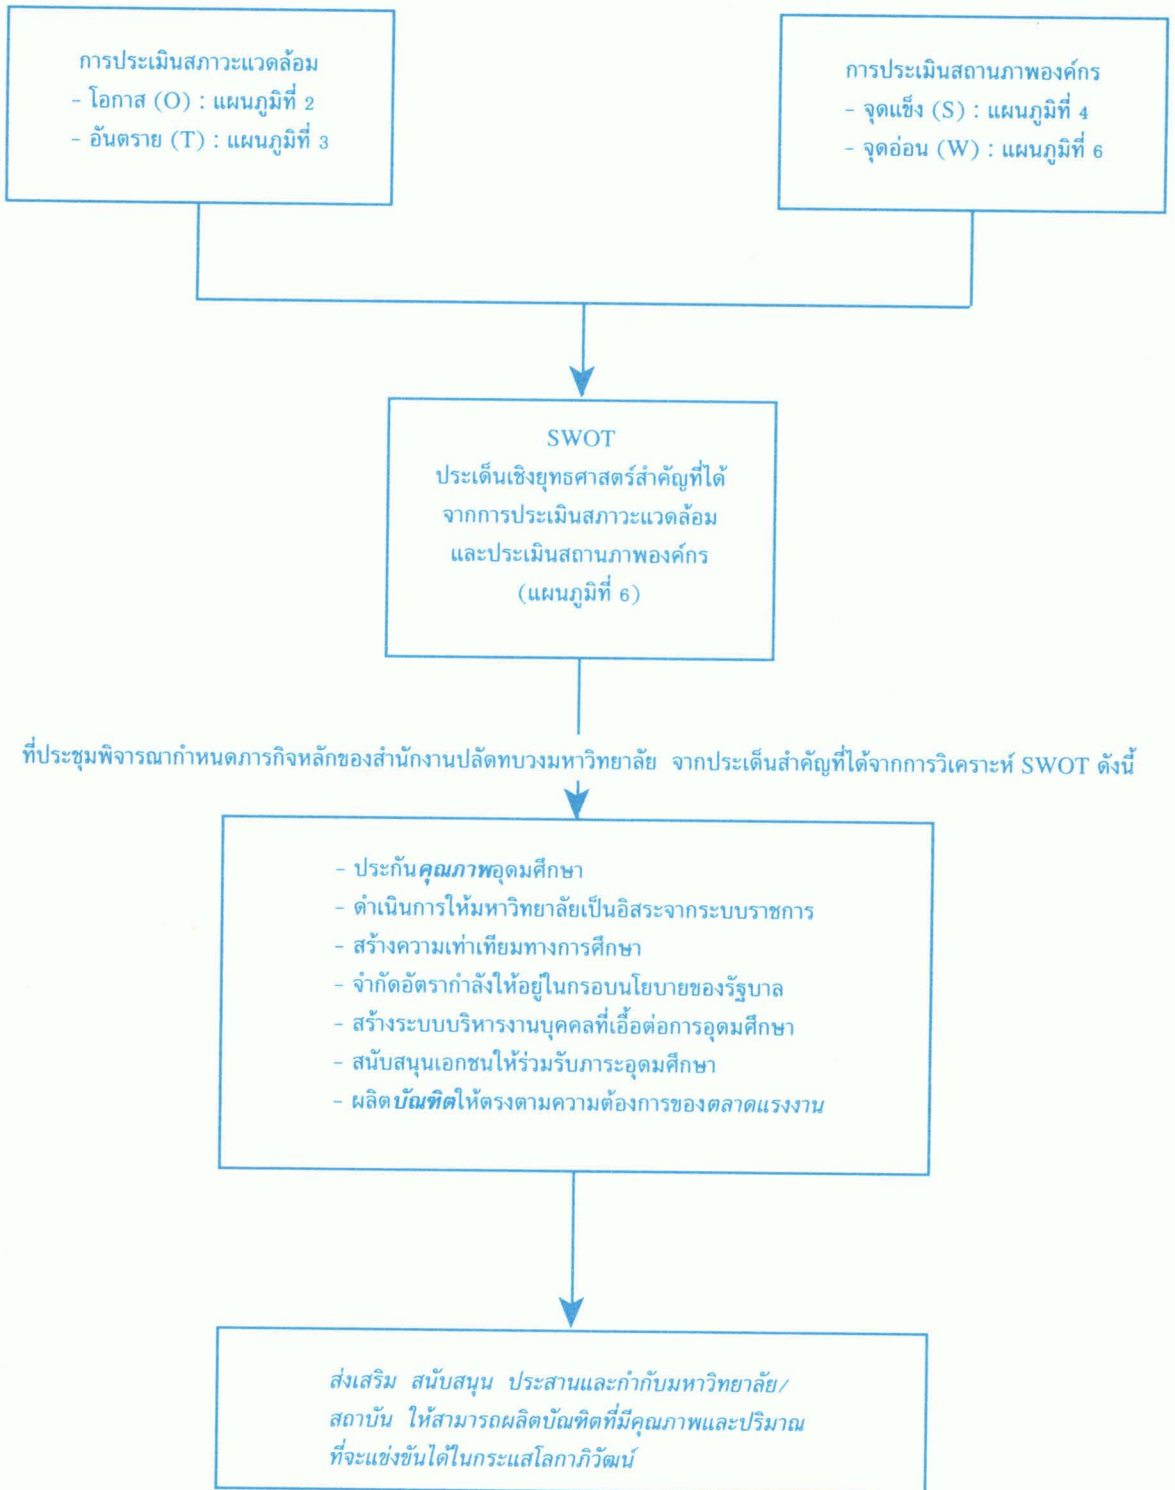 การประเมินสภาวะแวดล้อม
- โอกาส (O) : แผนภูมิที่ 2
- อันตราย (T) : แผนภูมิที่ 3
การประเมินสถานภาพองค์กร
- จุดแข็ง (S) : แผนภูมิที่ 4
- จุดอ่อน (W) : แผนภูมิที่ 6
SWOT
ประเด็นเชิงยุทธศาสตร์สำคัญที่ได้
จากการประเมินสภาวะแวดล้อม
และประเมินสถานภาพองค์กร
(แผนภูมิที่ 6)
ที่ประชุมพิจารณากำหนดภารกิจหลักของสำนักงานปลัดทบวงมหาวิทยาลัย จากประเด็นสำคัญที่ได้จากการวิเคราะห์ SWOT ดังนี้
- ประกันคุณภาพอุดมศึกษา
- ดำเนินการให้มหาวิทยาลัยเป็นอิสระจากระบบราชการ
- สร้างความเท่าเทียมทางการศึกษา
- จำกัดอัตรากำลังให้อยู่ในกรอบนโยบายของรัฐบาล
- สร้างระบบบริหารงานบุคคลที่เอื้อต่อการอุดมศึกษา
- สนับสนุนเอกชนให้ร่วมรับภาระอุดมศึกษา
- ผลิตบัณฑิตให้ตรงตามความต้องการของตลาดแรงงาน
ส่งเสริม สนับสนุน ประสานและกำกับมหาวิทยาลัย/
สถาบัน ให้สามารถผลิตบัณฑิตที่มีคุณภาพและปริมาณ
ที่จะแข่งขันได้ในกระแสโลกาภิวัฒน์